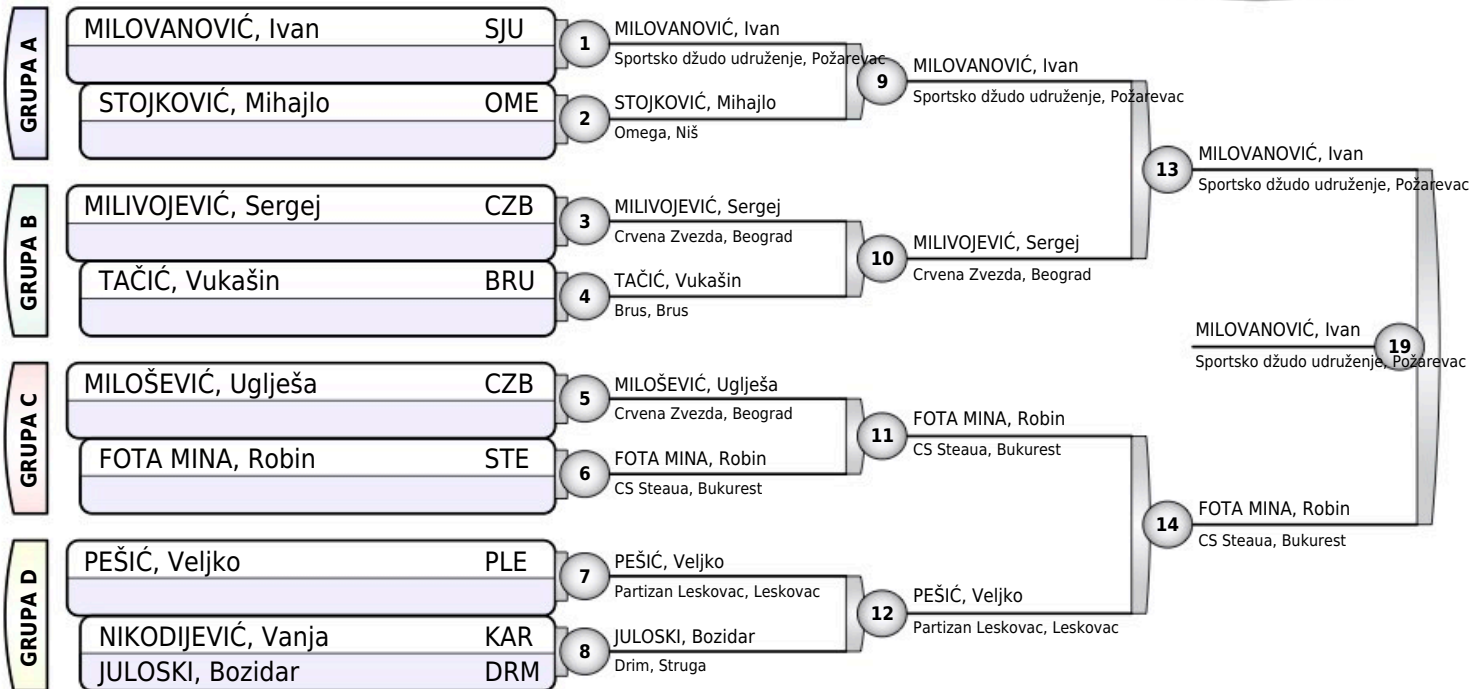 GRUPA A
MILOVANOVIĆ, Ivan SJU
STOJKOVIĆ, Mihajlo OME
1
MILOVANOVIĆ, Ivan
Sportsko džudo udruženje, Požarevac
2
STOJKOVIĆ, Mihajlo
Omega, Niš
9
MILOVANOVIĆ, Ivan
Sportsko džudo udruženje, Požarevac
GRUPA B
MILIVOJEVIĆ, Sergej CZB
TAČIĆ, Vukašin BRU
3
MILIVOJEVIĆ, Sergej
Crvena Zvezda, Beograd
4
TAČIĆ, Vukašin
Brus, Brus
10
MILIVOJEVIĆ, Sergej
Crvena Zvezda, Beograd
13
MILOVANOVIĆ, Ivan
Sportsko džudo udruženje, Požarevac
GRUPA C
MILOŠEVIĆ, Uglješa CZB
FOTA MINA, Robin STE
5
MILOŠEVIĆ, Uglješa
Crvena Zvezda, Beograd
6
FOTA MINA, Robin
CS Steaua, Bukurest
11
FOTA MINA, Robin
CS Steaua, Bukurest
GRUPA D
PEŠIĆ, Veljko PLE
NIKODIJEVIĆ, Vanja KAR
JULOSKI, Bozidar DRM
7
PEŠIĆ, Veljko
Partizan Leskovac, Leskovac
8
JULOSKI, Bozidar
Drim, Struga
12
PEŠIĆ, Veljko
Partizan Leskovac, Leskovac
14
FOTA MINA, Robin
CS Steaua, Bukurest
MILOVANOVIĆ, Ivan
19
Sportsko džudo udruženje, Požarevac